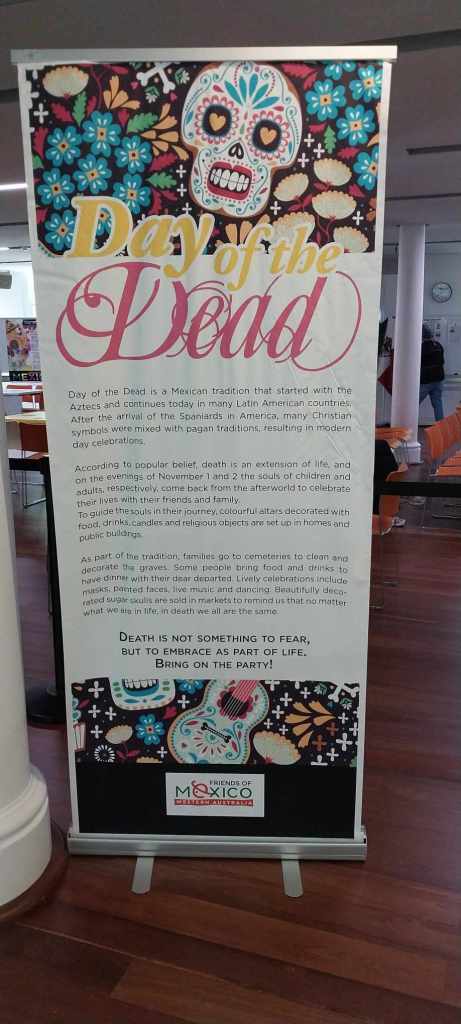 Day of the
Dead
Day of the Dead is a Mexican tradition that started with the
Aztecs and continues today in many Latin American countries.
After the arrival of the Spaniards in America, many Christian
symbols were mixed with pagan traditions, resulting in modern
day celebrations.
According to popular belief, death is an extension of life, and
on the evenings of November 1 and 2 the souls of children and
adults, respectively, come back from the afterworld to celebrate
their lives with their friends and family.
To guide the souls in their journey, colourful altars decorated with
food, drinks, candles and religious objects are set up in homes and
public buildings.
As part of the tradition, families go to cemeteries to clean and
decorate the graves. Some people bring food and drinks to
have dinner with their dear departed. Lively celebrations include
masks, painted faces, live music and dancing. Beautifully deco-
rated sugar skulls are sold in markets to remind us that no matter
what we are in life, in death we all are the same.
DEATH IS NOT SOMETHING TO FEAR,
BUT TO EMBRACE AS PART OF LIFE.
BRING ON THE PARTY!
FRIENDS OF
MEXICO
WESTERN AUSTRALIA